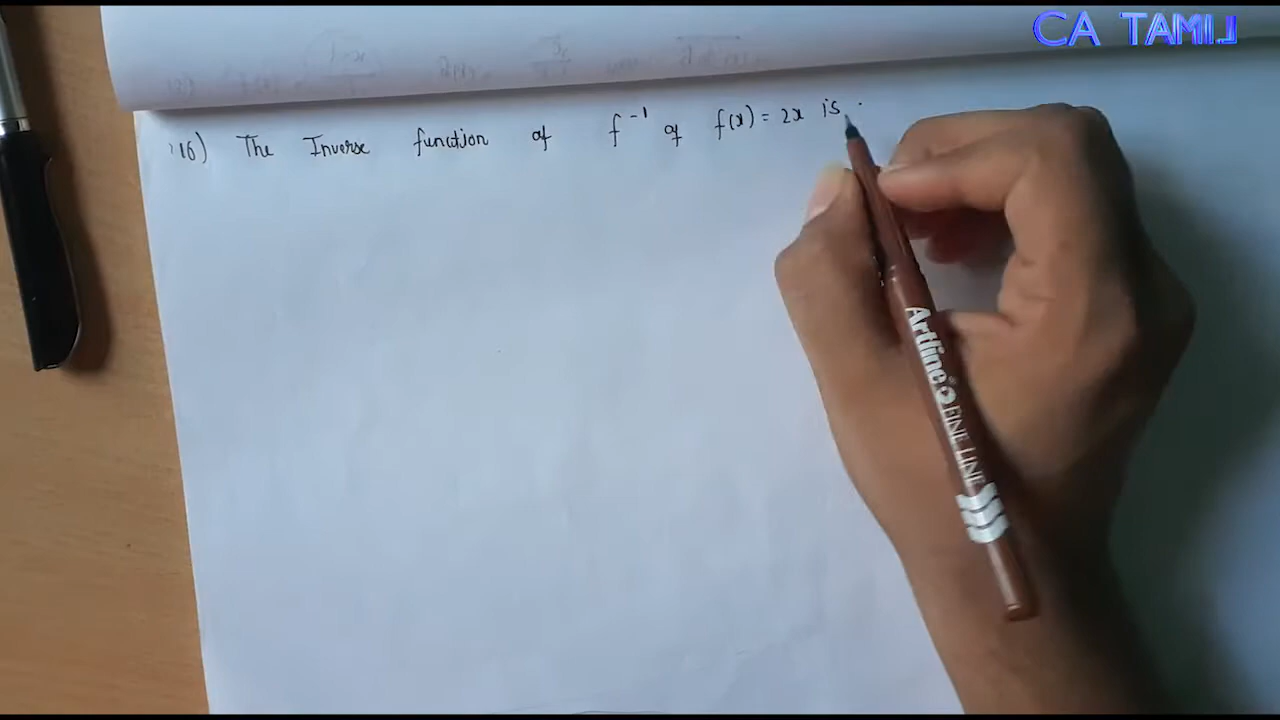 CA TAMIL
16) The Inverse function of f⁻¹ of f(x) = 2x is
Artline FINE LINE